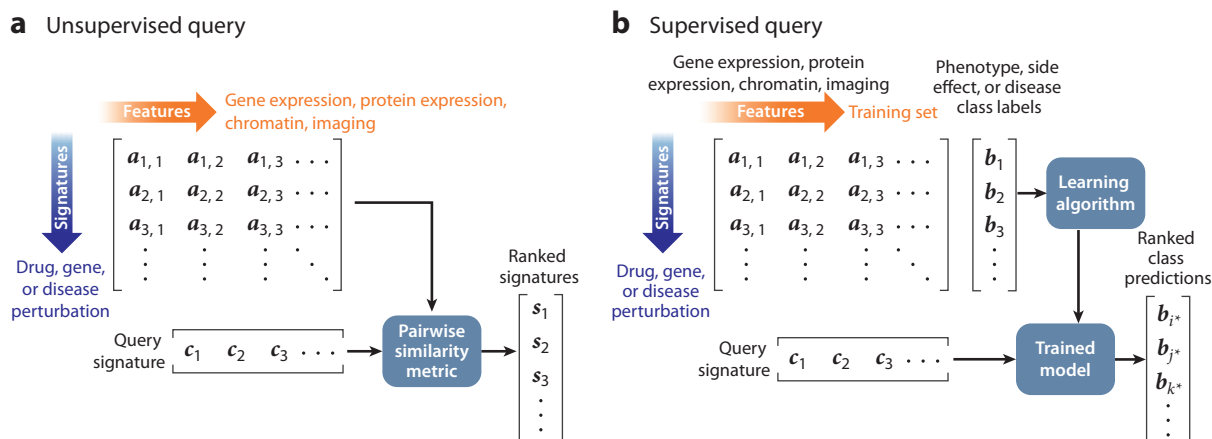 a Unsupervised query
Features
Gene expression, protein expression,
chromatin, imaging
Signatures
a1, 1 a1, 2 a1, 3 · · ·
a2, 1 a2, 2 a2, 3 · · ·
a3, 1 a3, 2 a3, 3 · · ·
Drug, gene,
or disease
perturbation
Ranked
signatures
s1
s2
s3
Query
signature
c1 c2 c3 · · ·
Pairwise
similarity
metric
b Supervised query
Gene expression, protein
expression, chromatin, imaging
Features
Training set
Phenotype, side
effect, or disease
class labels
Signatures
a1, 1 a1, 2 a1, 3 · · ·
a2, 1 a2, 2 a2, 3 · · ·
a3, 1 a3, 2 a3, 3 · · ·
b1
b2
b3
Learning
algorithm
Drug, gene,
or disease
perturbation
Ranked
class
predictions
bi*
bj*
bk*
Query
signature
c1 c2 c3 · · ·
Trained
model